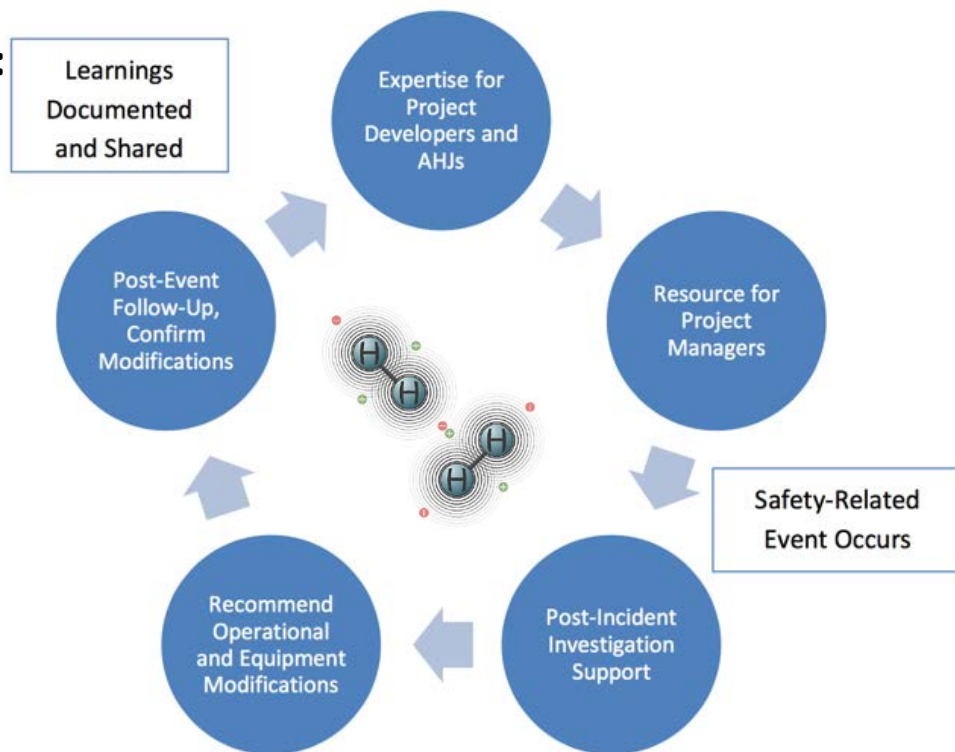 :
Learnings
Documented
and Shared
Expertise for
Project
Developers and
AHJs
Post-Event
Follow-Up,
Confirm
Modifications
Resource for
Project
Managers
H
H
H
H
Safety-Related
Event Occurs
Recommend
Operational
and Equipment
Modifications
Post-Incident
Investigation
Support